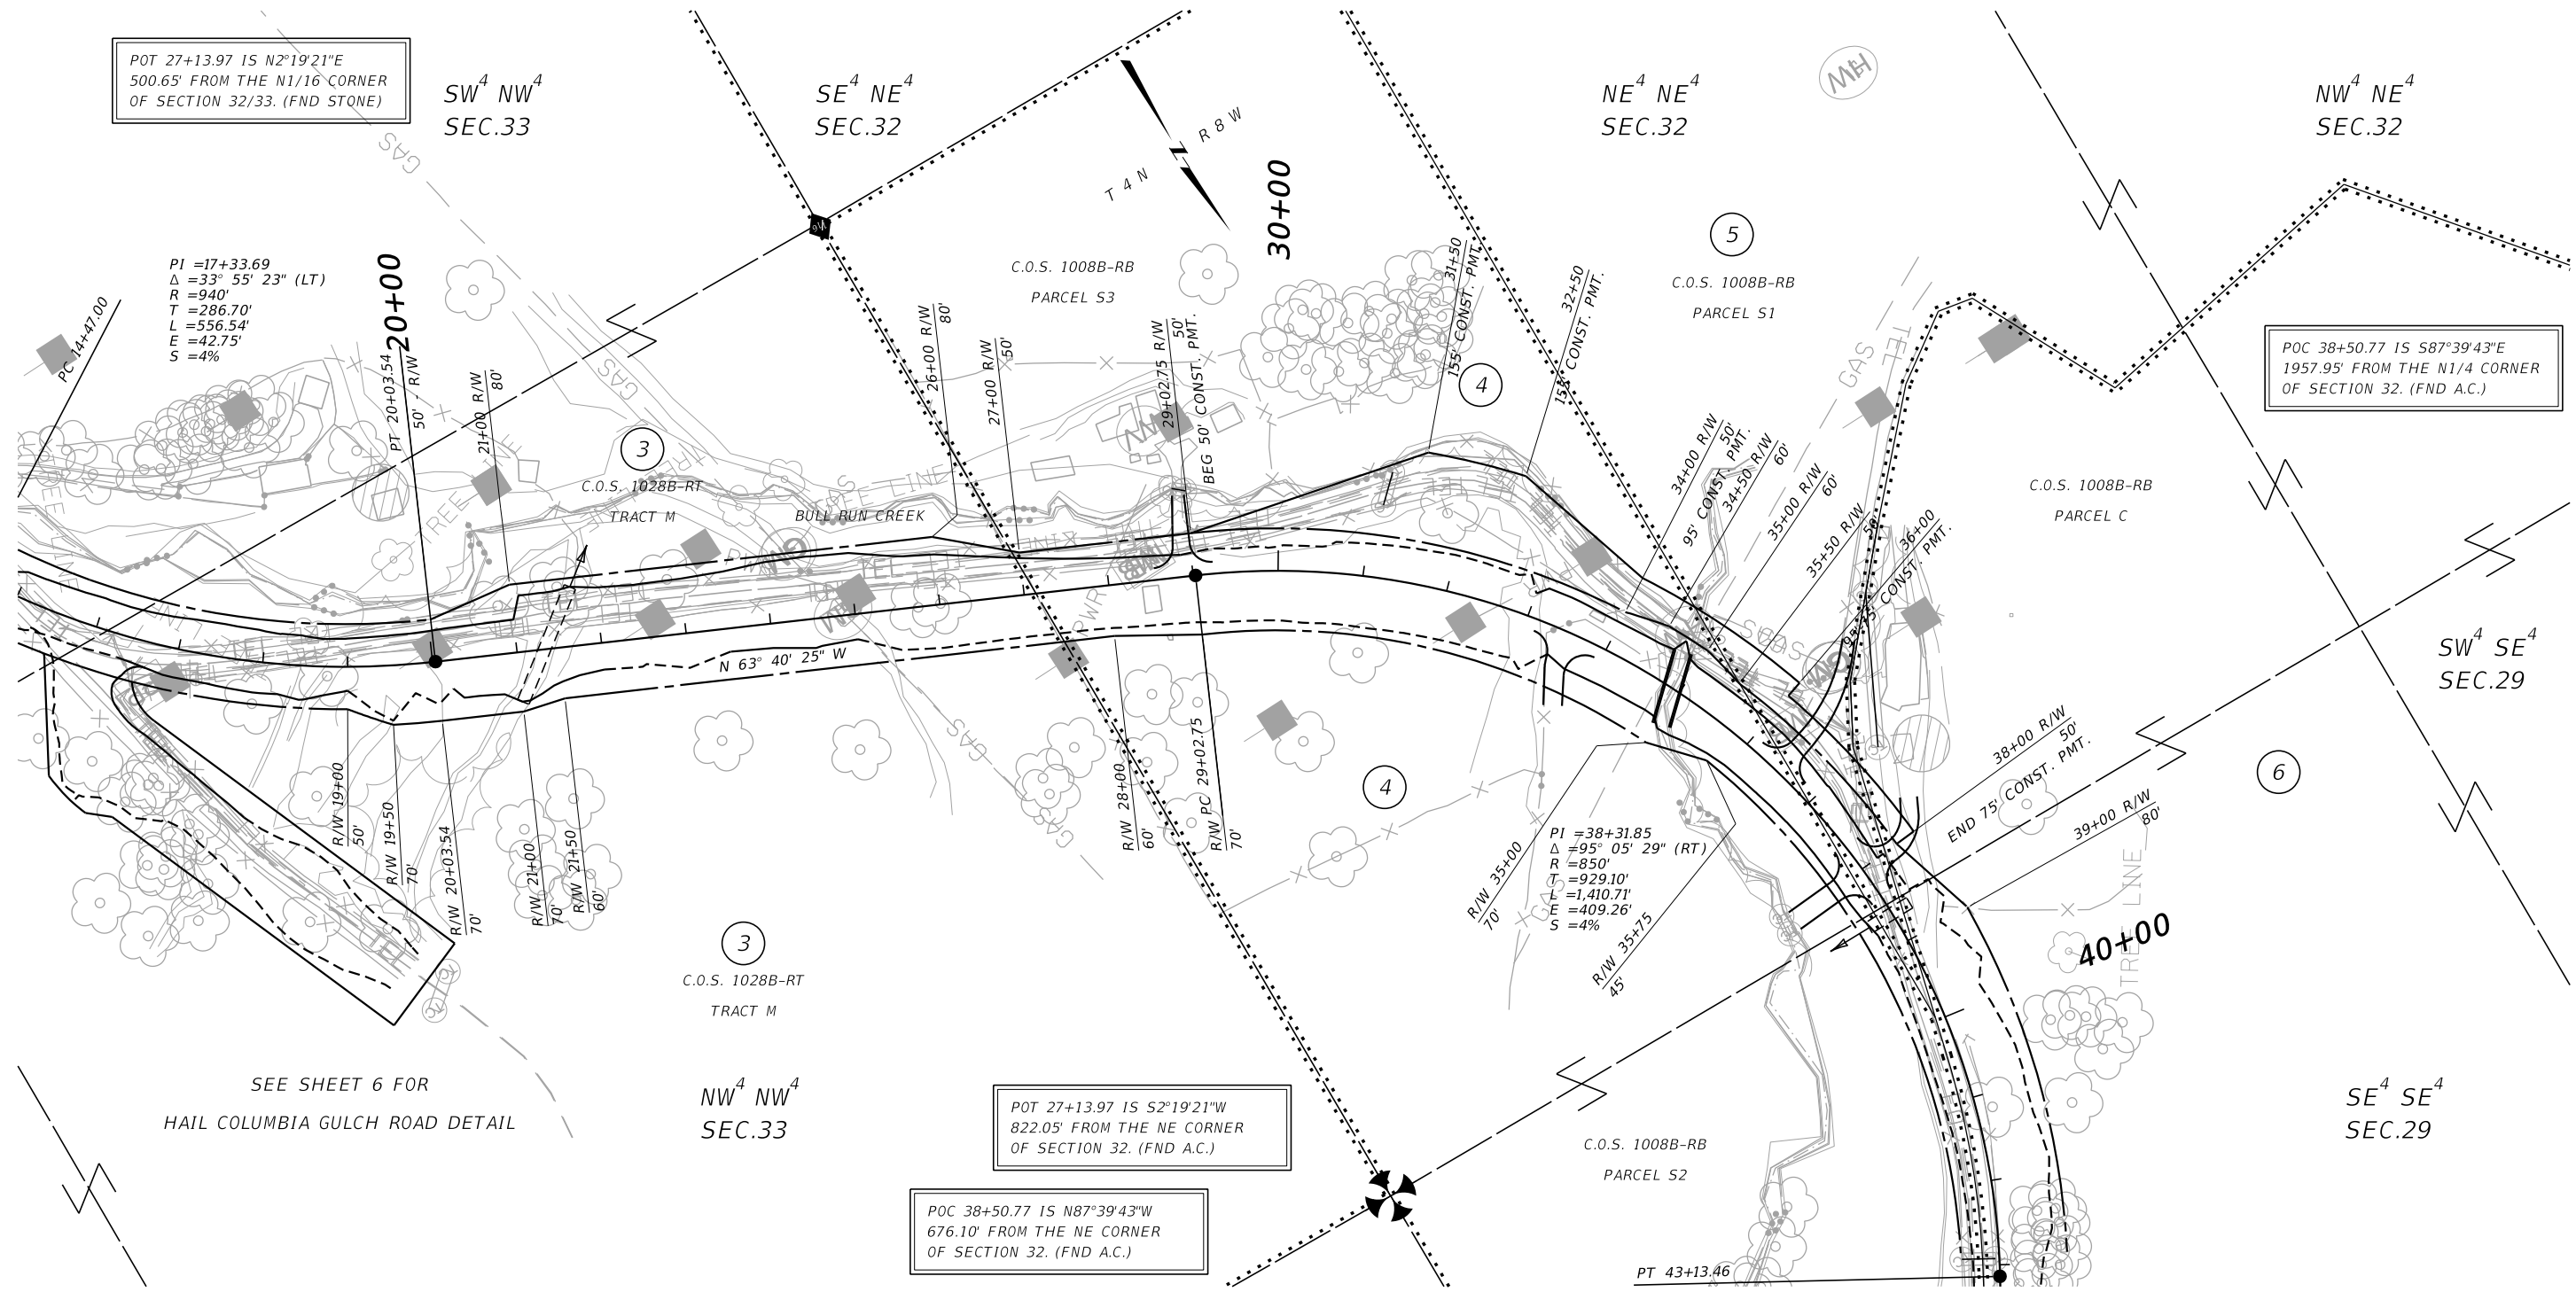 POT 27+13.97 IS N2°19'21"E
500.65' FROM THE N1/16 CORNER
OF SECTION 32/33. (FND STONE)
SW4 NW4
SEC.33
SE4 NE4
SEC.32
NE4 NE4
SEC.32
NW4 NE4
SEC.32
T 4 N
R 8 W
GAS
PI =17+33.69
Δ =33° 55' 23" (LT)
R =940'
T =286.70'
L =556.54'
E =42.75'
S =4%
PC 14+47.00
20+00
30+00
40+00
PT 20+03.54
50' - R/W
21+00 R/W
80'
26+00 R/W
80'
27+00 R/W
50'
29+02.75 R/W
50'
BEG 50' CONST. PMT.
31+50
155' CONST. PMT.
32+50
155' CONST. PMT.
34+00 R/W
50'
95' CONST. PMT.
34+50 R/W
60'
35+00 R/W
60'
35+50 R/W
50'
36+00
95'-75' CONST. PMT.
38+00 R/W
50'
END 75' CONST. PMT.
39+00 R/W
80'
C.O.S. 1008B-RB
PARCEL S3
5
C.O.S. 1008B-RB
PARCEL S1
4
3
C.O.S. 1028B-RT
TRACT M
BULL RUN CREEK
TREE LINE
GAS
GAS
TEL
POC 38+50.77 IS S87°39'43"E
1957.95' FROM THE N1/4 CORNER
OF SECTION 32. (FND A.C.)
C.O.S. 1008B-RB
PARCEL C
N 63° 40' 25" W
PWR
GAS
GAS
R/W 19+00
50'
R/W 19+50
70'
R/W 20+03.54
70'
R/W 21+00
70'
R/W 21+50
60'
R/W 28+00
60'
R/W PC 29+02.75
70'
R/W 35+00
70'
R/W 35+75
45'
4
6
PI =38+31.85
Δ =95° 05' 29" (RT)
R =850'
T =929.10'
L =1,410.71'
E =409.26'
S =4%
SW4 SE4
SEC.29
TREE LINE
3
C.O.S. 1028B-RT
TRACT M
SEE SHEET 6 FOR
HAIL COLUMBIA GULCH ROAD DETAIL
NW4 NW4
SEC.33
POT 27+13.97 IS S2°19'21"W
822.05' FROM THE NE CORNER
OF SECTION 32. (FND A.C.)
POC 38+50.77 IS N87°39'43"W
676.10' FROM THE NE CORNER
OF SECTION 32. (FND A.C.)
C.O.S. 1008B-RB
PARCEL S2
SE4 SE4
SEC.29
PT 43+13.46